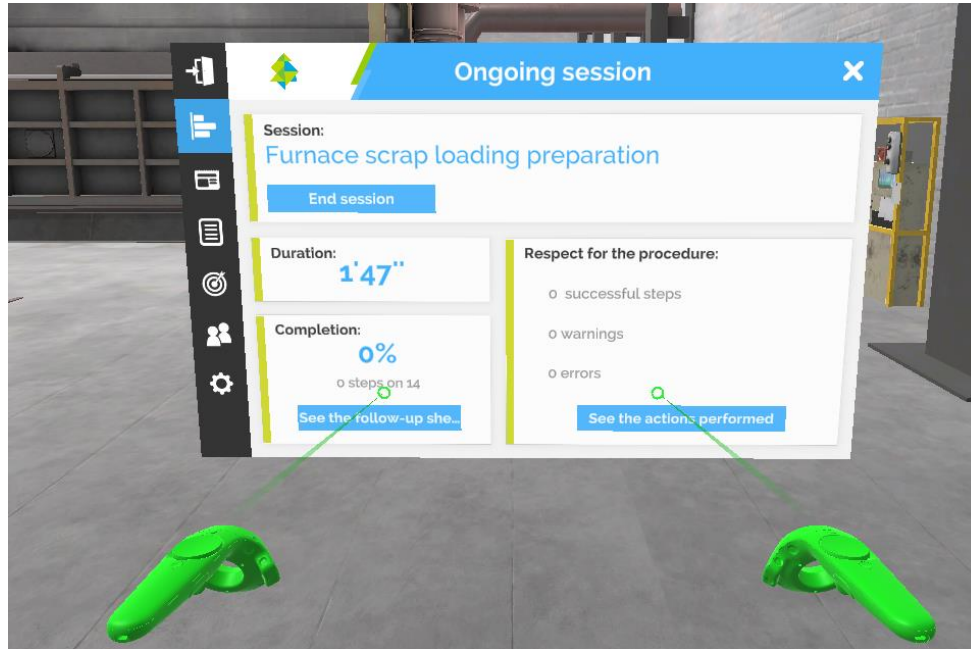 Ongoing session
Session:
Furnace scrap loading preparation
End session
Duration:
1'47''
Completion:
0%
0 steps on 14
See the follow-up she...
Respect for the procedure:
0 successful steps
0 warnings
0 errors
See the actions performed